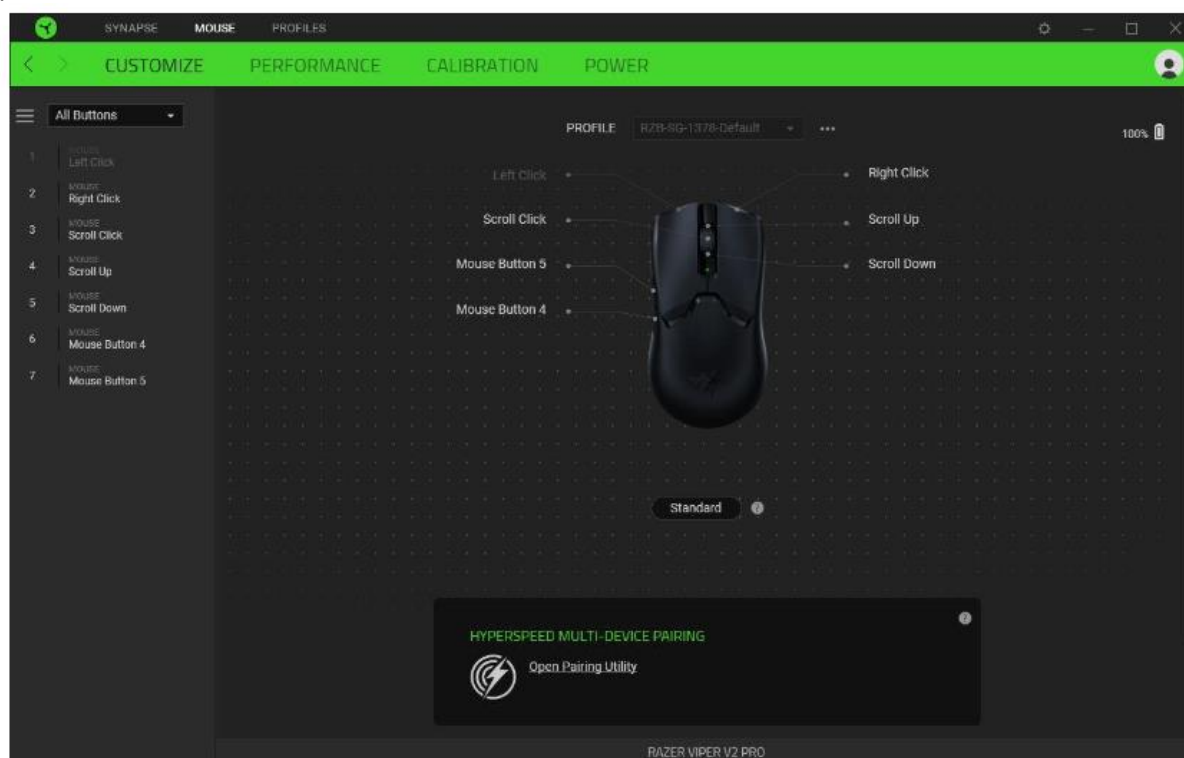 SYNAPSE MOUSE PROFILES
CUSTOMIZE PERFORMANCE CALIBRATION POWER
All Buttons
PROFILE RZB-SG-1378-Default
100%
1 MOUSE
Left Click
2 MOUSE
Right Click
3 MOUSE
Scroll Click
4 MOUSE
Scroll Up
5 MOUSE
Scroll Down
6 MOUSE
Mouse Button 4
7 MOUSE
Mouse Button 5
Left Click
Right Click
Scroll Click
Scroll Up
Mouse Button 5
Scroll Down
Mouse Button 4
Standard
HYPERSPEED MULTI-DEVICE PAIRING
Open Pairing Utility
RAZER VIPER V2 PRO